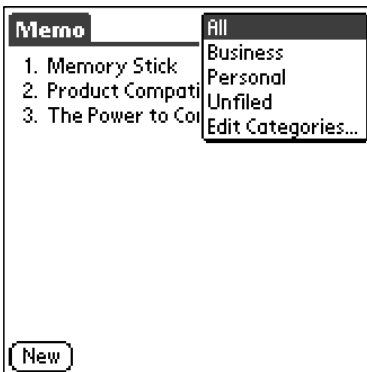 Memo
All
Business
Personal
Unfiled
Edit Categories...
1. Memory Stick
2. Product Compati
3. The Power to Co
New